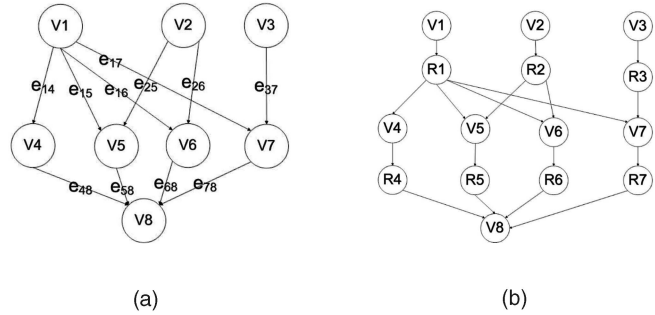 V1 V2 V3
e17
e14 e15 e16 e25 e26 e37
V4 V5 V6 V7
e48 e58 e68 e78
V8
(a)
V1 V2 V3
R1 R2 R3
V4 V5 V6 V7
R4 R5 R6 R7
V8
(b)